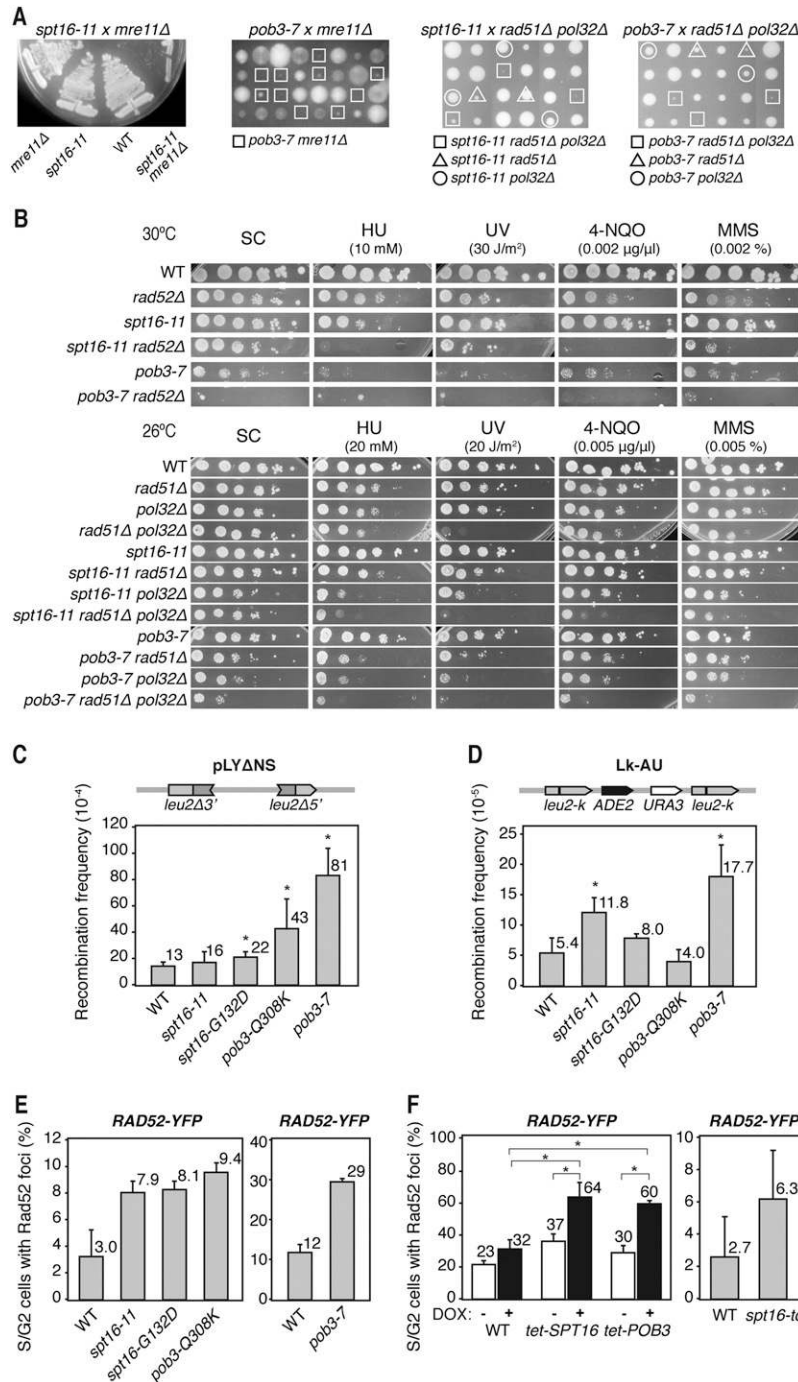 A
spt16-11 x mre11Δ
pob3-7 x mre11Δ
spt16-11 x rad51Δ pol32Δ
pob3-7 x rad51Δ pol32Δ
mre11Δ
spt16-11
WT
spt16-11
mre11Δ
pob3-7 mre11Δ
spt16-11 rad51Δ pol32Δ
spt16-11 rad51Δ
spt16-11 pol32Δ
pob3-7 rad51Δ pol32Δ
pob3-7 rad51Δ
pob3-7 pol32Δ
B
30ºC SC HU UV 4-NQO MMS
(10 mM) (30 J/m²) (0.002 µg/µl) (0.002 %)
WT
rad52Δ
spt16-11
spt16-11 rad52Δ
pob3-7
pob3-7 rad52Δ
26ºC SC HU UV 4-NQO MMS
(20 mM) (20 J/m²) (0.005 µg/µl) (0.005 %)
WT
rad51Δ
pol32Δ
rad51Δ pol32Δ
spt16-11
spt16-11 rad51Δ
spt16-11 pol32Δ
spt16-11 rad51Δ pol32Δ
pob3-7
pob3-7 rad51Δ
pob3-7 pol32Δ
pob3-7 rad51Δ pol32Δ
C
pLYΔNS
leu2Δ3' leu2Δ5'
Recombination frequency (10⁻⁴)
120
100
80
60
40
20
0
13
16
* 22
* 43
* 81
WT
spt16-11
spt16-G132D
pob3-Q308K
pob3-7
D
Lk-AU
leu2-k ADE2 URA3 leu2-k
Recombination frequency (10⁻⁵)
25
20
15
10
5
0
5.4
* 11.8
8.0
4.0
* 17.7
WT
spt16-11
spt16-G132D
pob3-Q308K
pob3-7
E
RAD52-YFP
S/G2 cells with Rad52 foci (%)
12
10
8
6
4
2
0
3.0
7.9
8.1
9.4
WT
spt16-11
spt16-G132D
pob3-Q308K
RAD52-YFP
40
30
20
10
0
12
29
WT
pob3-7
F
RAD52-YFP
S/G2 cells with Rad52 foci (%)
100
80
60
40
20
0
*
*
* *
23 32 37 64 30 60
DOX: - + - + - +
WT tet-SPT16 tet-POB3
RAD52-YFP
10
8
6
4
2
0
2.7
6.3
WT spt16-td